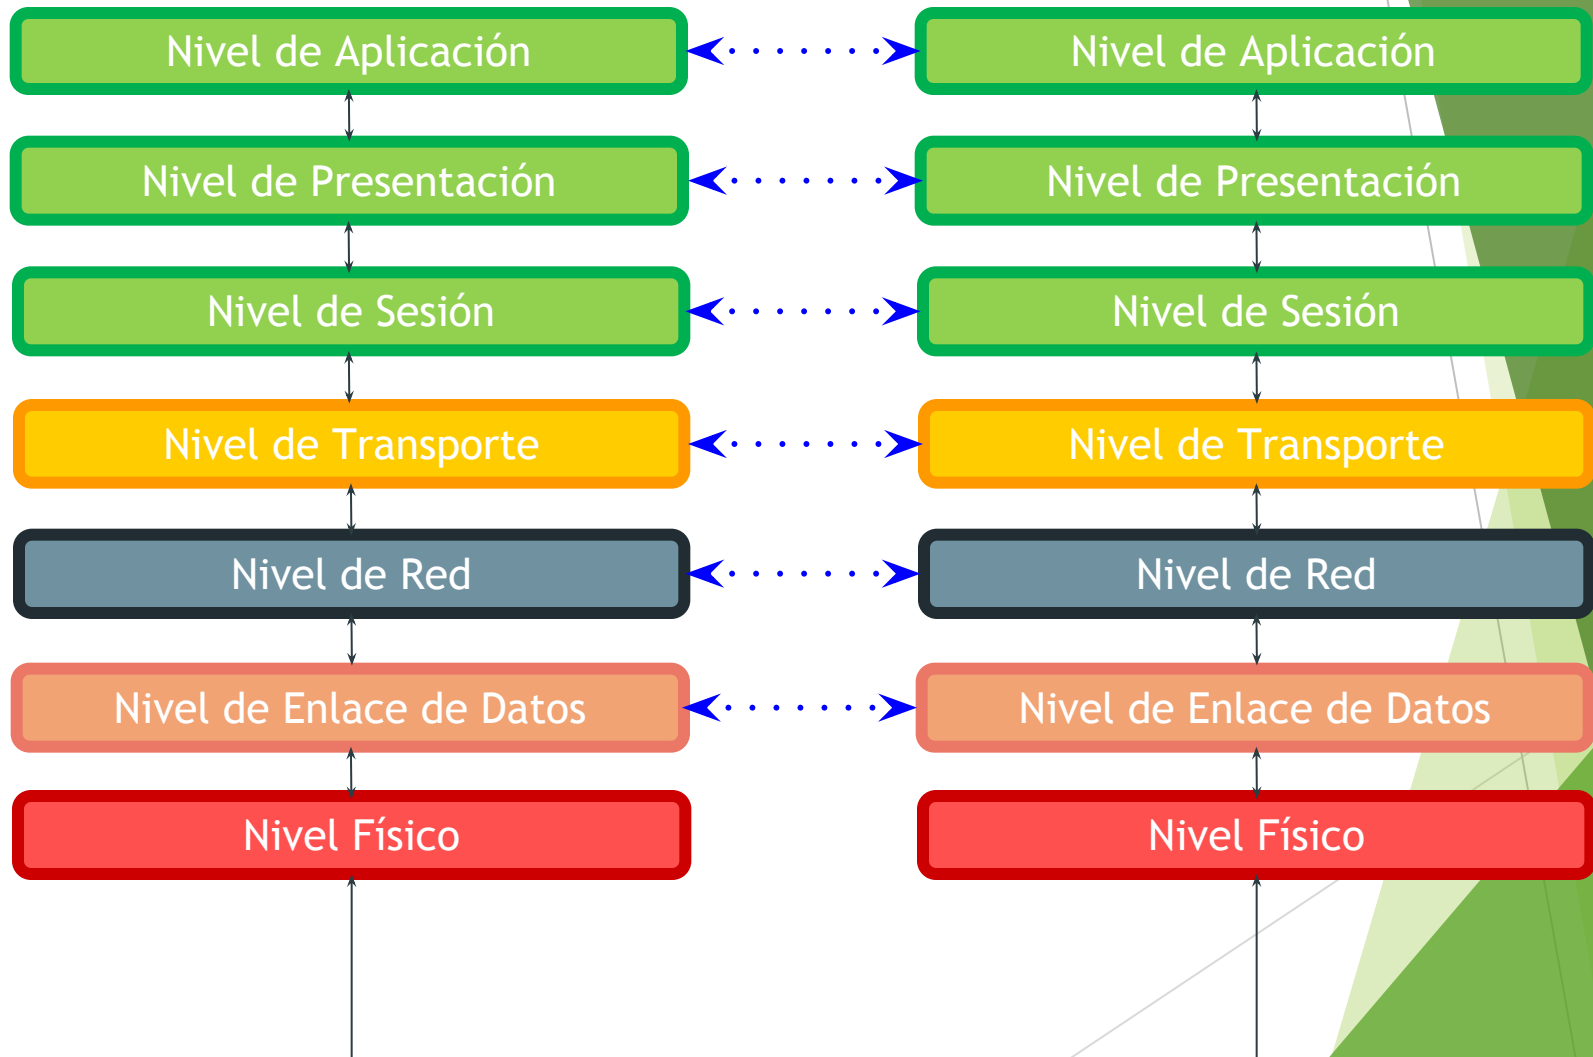 Nivel de Aplicación
Nivel de Aplicación
Nivel de Presentación
Nivel de Presentación
Nivel de Sesión
Nivel de Sesión
Nivel de Transporte
Nivel de Transporte
Nivel de Red
Nivel de Red
Nivel de Enlace de Datos
Nivel de Enlace de Datos
Nivel Físico
Nivel Físico